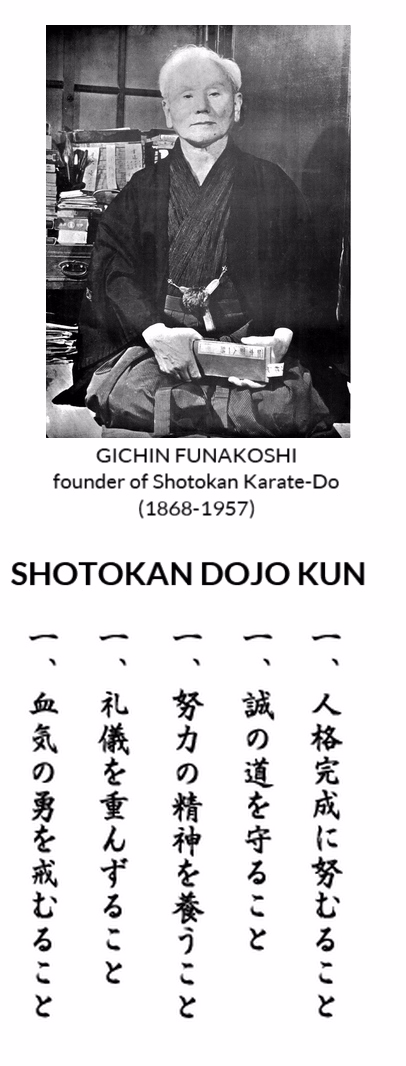 GICHIN FUNAKOSHI
founder of Shotokan Karate-Do
(1868-1957)
SHOTOKAN DOJO KUN
一、人格完成に努むること
一、誠の道を守ること
一、努力の精神を養うこと
一、礼儀を重んずること
一、血気の勇を戒むること